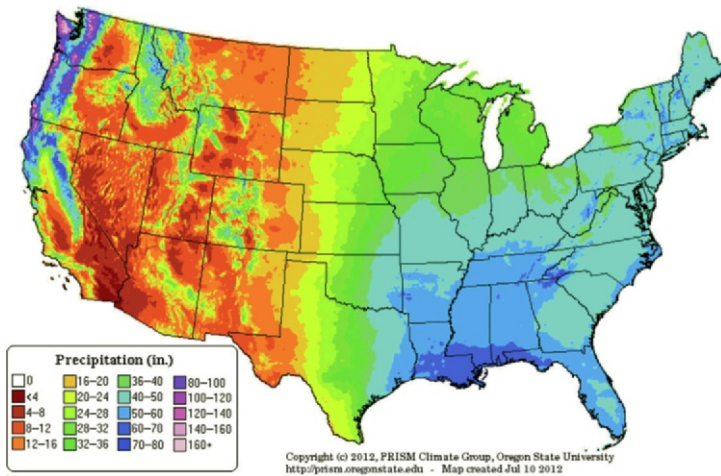 Precipitation (in.)
0 16-20 36-40 80-100
<4 20-24 40-50 100-120
4-8 24-28 50-60 120-140
8-12 28-32 60-70 140-160
12-16 32-36 70-80 160+
Copyright (c) 2012, PRISM Climate Group, Oregon State University
http://prism.oregonstate.edu - Map created Jul 10 2012